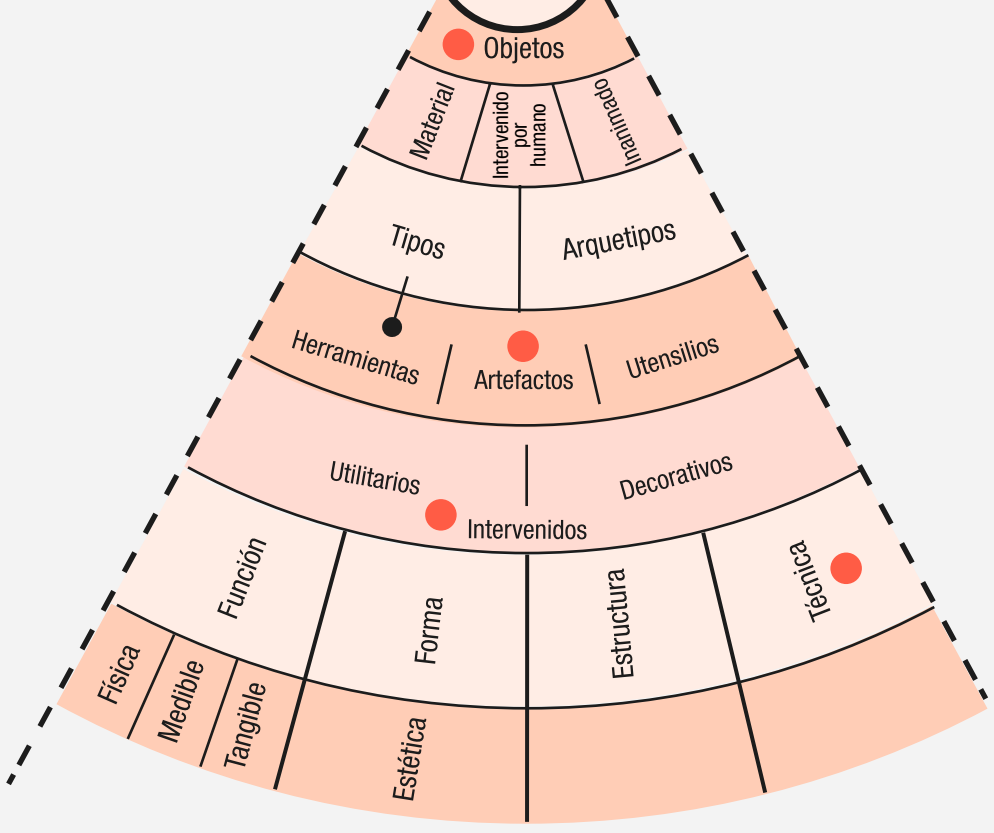 Objetos
Material
Intervenido
por
humano
Inanimado
Tipos
Arquetipos
Herramientas
Artefactos
Utensilios
Utilitarios
Decorativos
Intervenidos
Función
Forma
Estructura
Técnica
Física
Medible
Tangible
Estética